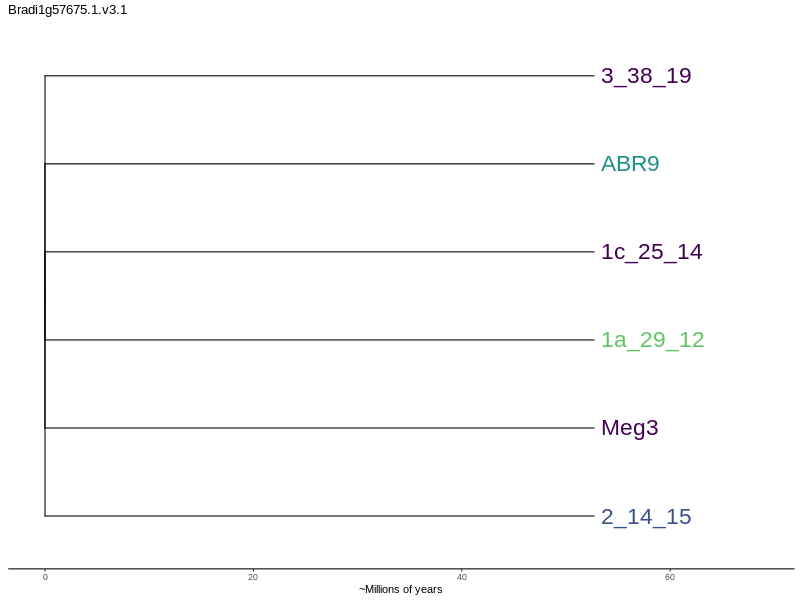 Bradi1g57675.1.v3.1
3_38_19
ABR9
1c_25_14
1a_29_12
Meg3
2_14_15
0 20 40 60
~Millions of years